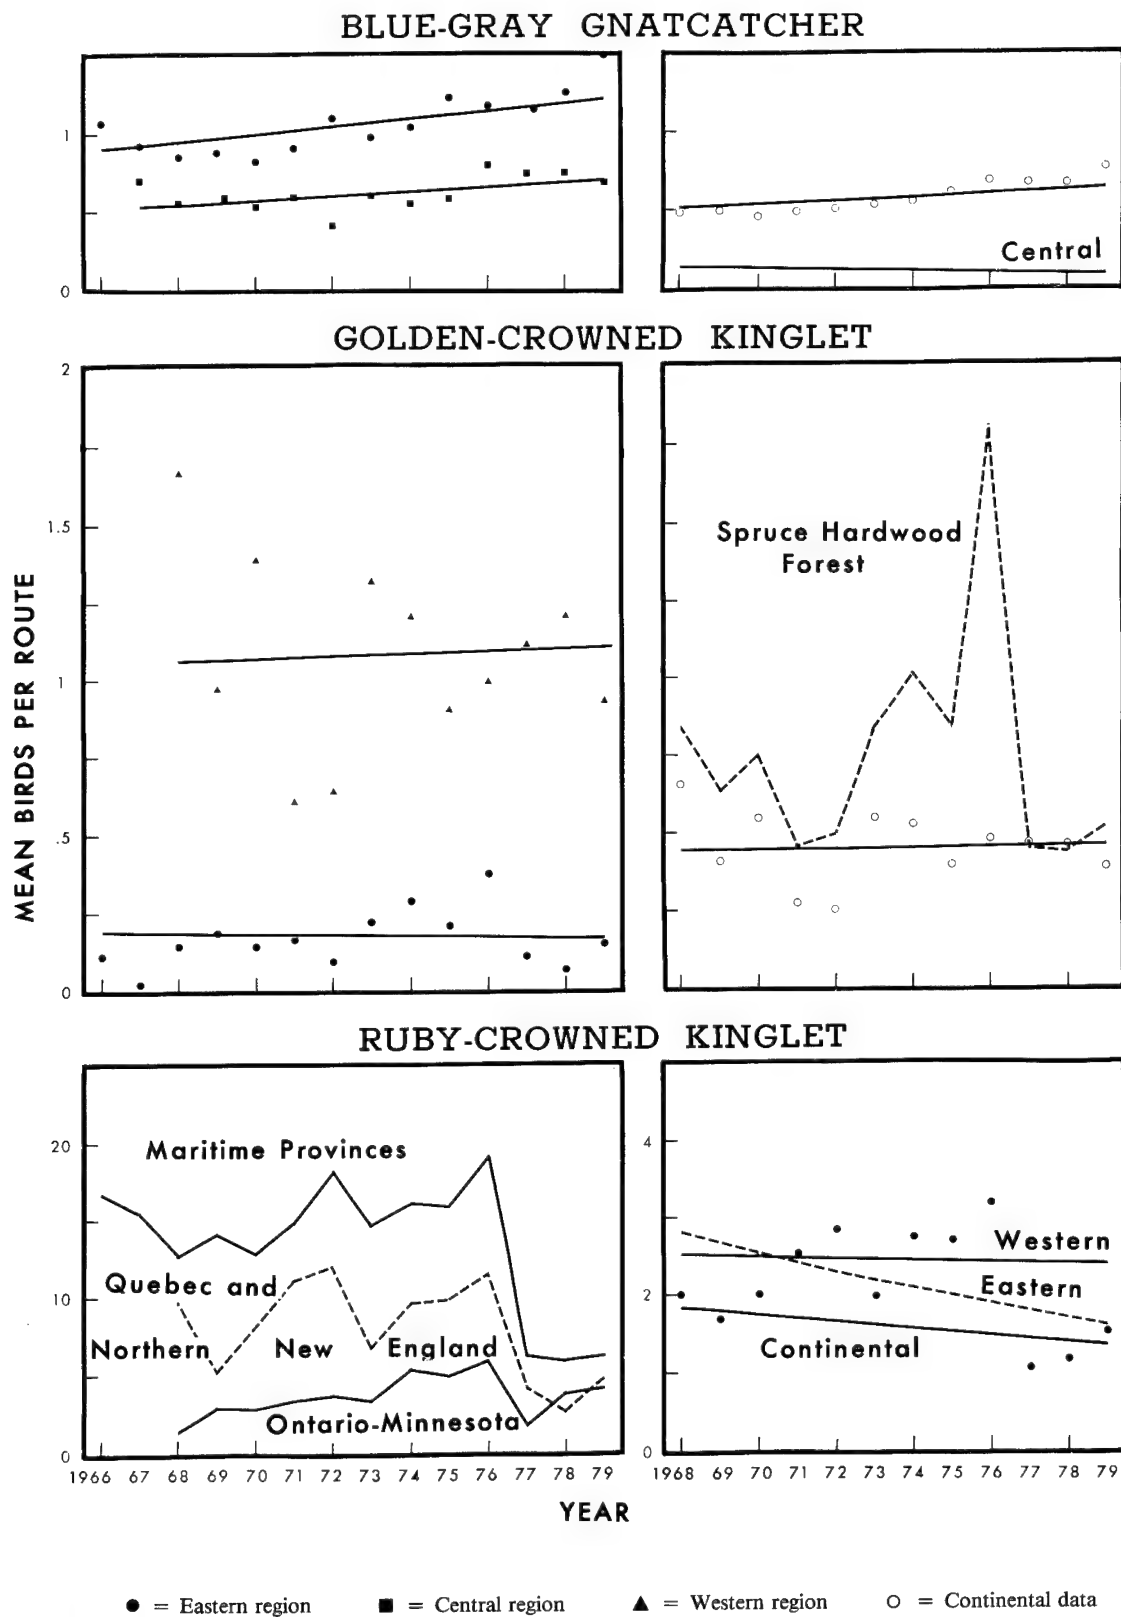 BLUE-GRAY GNATCATCHER
1
0
Central
GOLDEN-CROWNED KINGLET
2
1.5
1
.5
0
MEAN BIRDS PER ROUTE
Spruce Hardwood
Forest
RUBY-CROWNED KINGLET
20
10
0
Maritime Provinces
Quebec and
Northern New England
Ontario-Minnesota
1966 67 68 69 70 71 72 73 74 75 76 77 78 79
4
2
0
Western
Eastern
Continental
1968 69 70 71 72 73 74 75 76 77 78 79
YEAR
● = Eastern region ■ = Central region ▲ = Western region ○ = Continental data